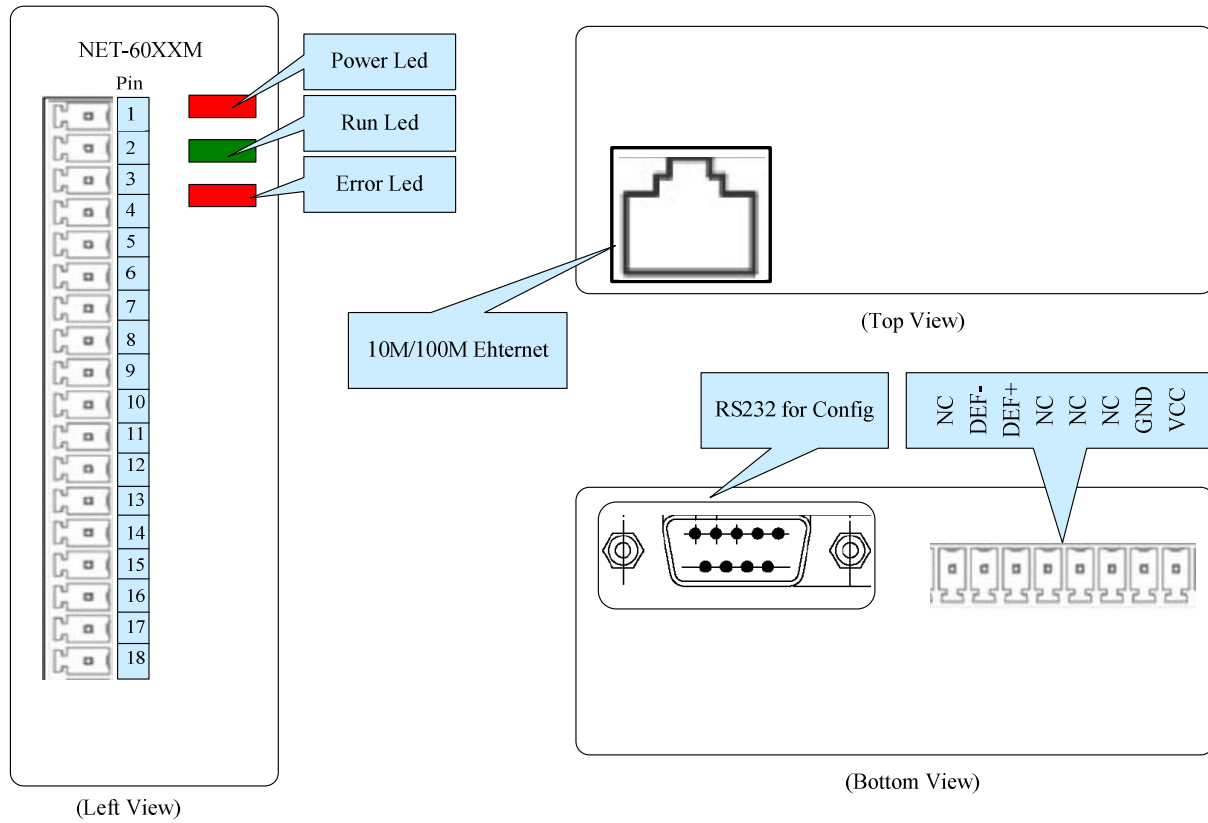 NET-60XXM
Pin
1
2
3
4
5
6
7
8
9
10
11
12
13
14
15
16
17
18
Power Led
Run Led
Error Led
(Left View)
10M/100M Ehternet
(Top View)
RS232 for Config
NC
DEF-
DEF+
NC
NC
NC
GND
VCC
(Bottom View)